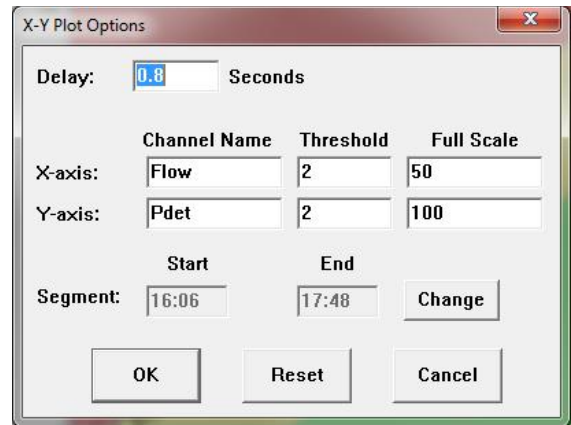 X-Y Plot Options
Delay: 0.8 Seconds
Channel Name Threshold Full Scale
X-axis: Flow 2 50
Y-axis: Pdet 2 100
Start End
Segment: 16:06 17:48 Change
OK Reset Cancel